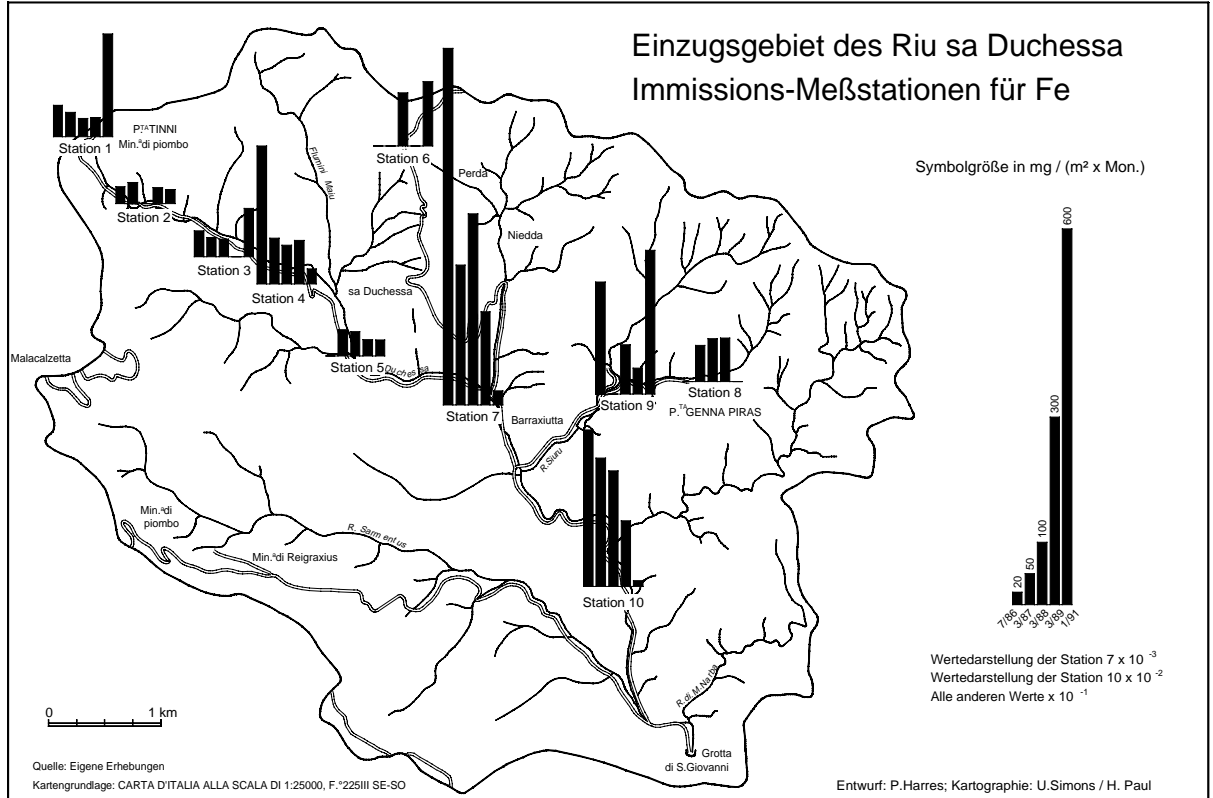 Einzugsgebiet des Riu sa Duchessa
Immissions-Meßstationen für Fe
Symbolgröße in mg / (m² x Mon.)
600
300
100
50
20
7/86
3/87
3/88
3/89
1/91
Wertedarstellung der Station 7 x 10 -3
Wertedarstellung der Station 10 x 10 -2
Alle anderen Werte x 10 -1
P.TA TINNI
Min.a di piombo
Station 1
Station 2
Station 3
Station 4
Station 5
Station 6
Station 7
Station 8
Station 9'
Station 10
Flumini Maiu
Perda
Niedda
sa Duchessa
Duchessa
Malacalzetta
Barraxiutta
P.TA GENNA PIRAS
R.Siuru
Min.a di
piombo
R. Sarmentus
Min.a di Reigraxius
R.di.M.Narba
Grotta
di S.Giovanni
0
1 km
Quelle: Eigene Erhebungen
Kartengrundlage: CARTA D'ITALIA ALLA SCALA DI 1:25000, F.°225III SE-SO
Entwurf: P.Harres; Kartographie: U.Simons / H. Paul